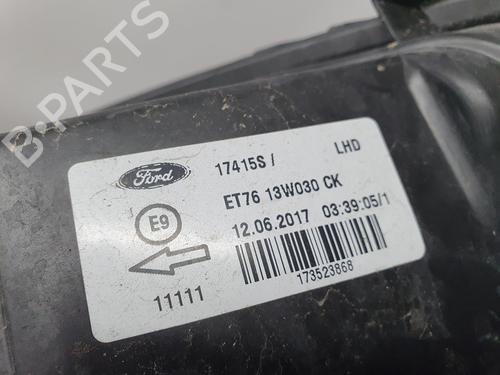 Ford
17415S / LHD
ET76 13W030 CK
E9
12.06.2017 03:39:05/1
11111
173523868
B-PARTS